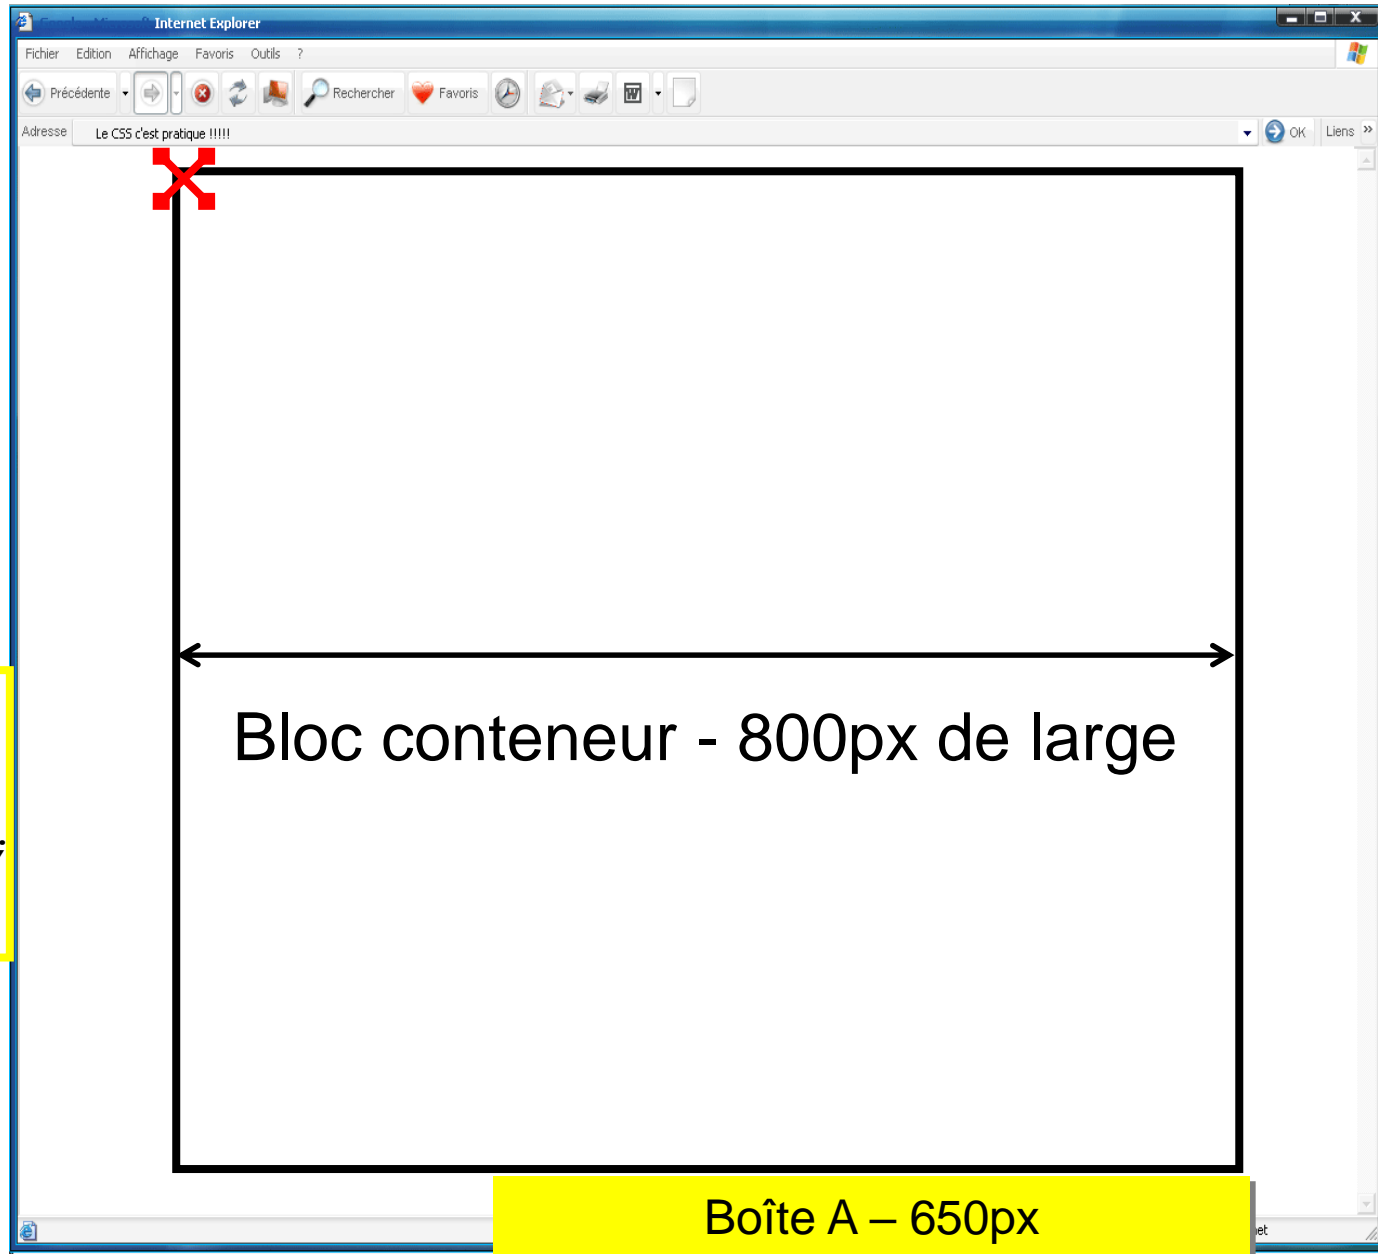 Internet Explorer
Fichier Edition Affichage Favoris Outils ?
Précédente Rechercher Favoris
Adresse Le CSS c'est pratique !!!!! OK Liens »
Bloc conteneur - 800px de large
;
Boîte A – 650px